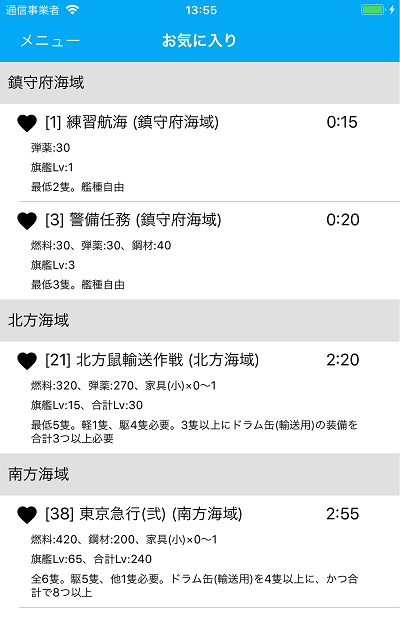 通信事業者 13:55
メニュー お気に入り
鎮守府海域
[1] 練習航海 (鎮守府海域) 0:15
弾薬:30
旗艦Lv:1
最低2隻。艦種自由
[3] 警備任務 (鎮守府海域) 0:20
燃料:30、弾薬:30、鋼材:40
旗艦Lv:3
最低3隻。艦種自由
北方海域
[21] 北方鼠輸送作戦 (北方海域) 2:20
燃料:320、弾薬:270、家具(小)×0〜1
旗艦Lv:15、合計Lv:30
最低5隻。軽1隻、駆4隻必要。3隻以上にドラム缶(輸送用)の装備を
合計3つ以上必要
南方海域
[38] 東京急行(弐) (南方海域) 2:55
燃料:420、鋼材:200、家具(小)×0〜1
旗艦Lv:65、合計Lv:240
全6隻。駆5隻、他1隻必要。ドラム缶(輸送用)を4隻以上に、かつ合
計で8つ以上